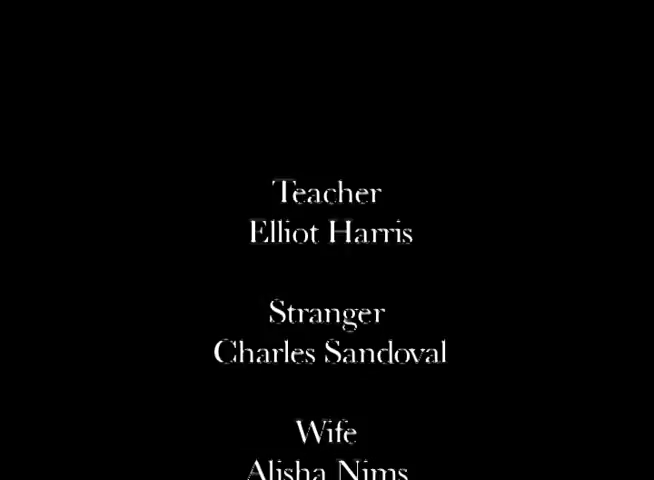 Teacher
Elliot Harris
Stranger
Charles Sandoval
Wife
Alisha Nims